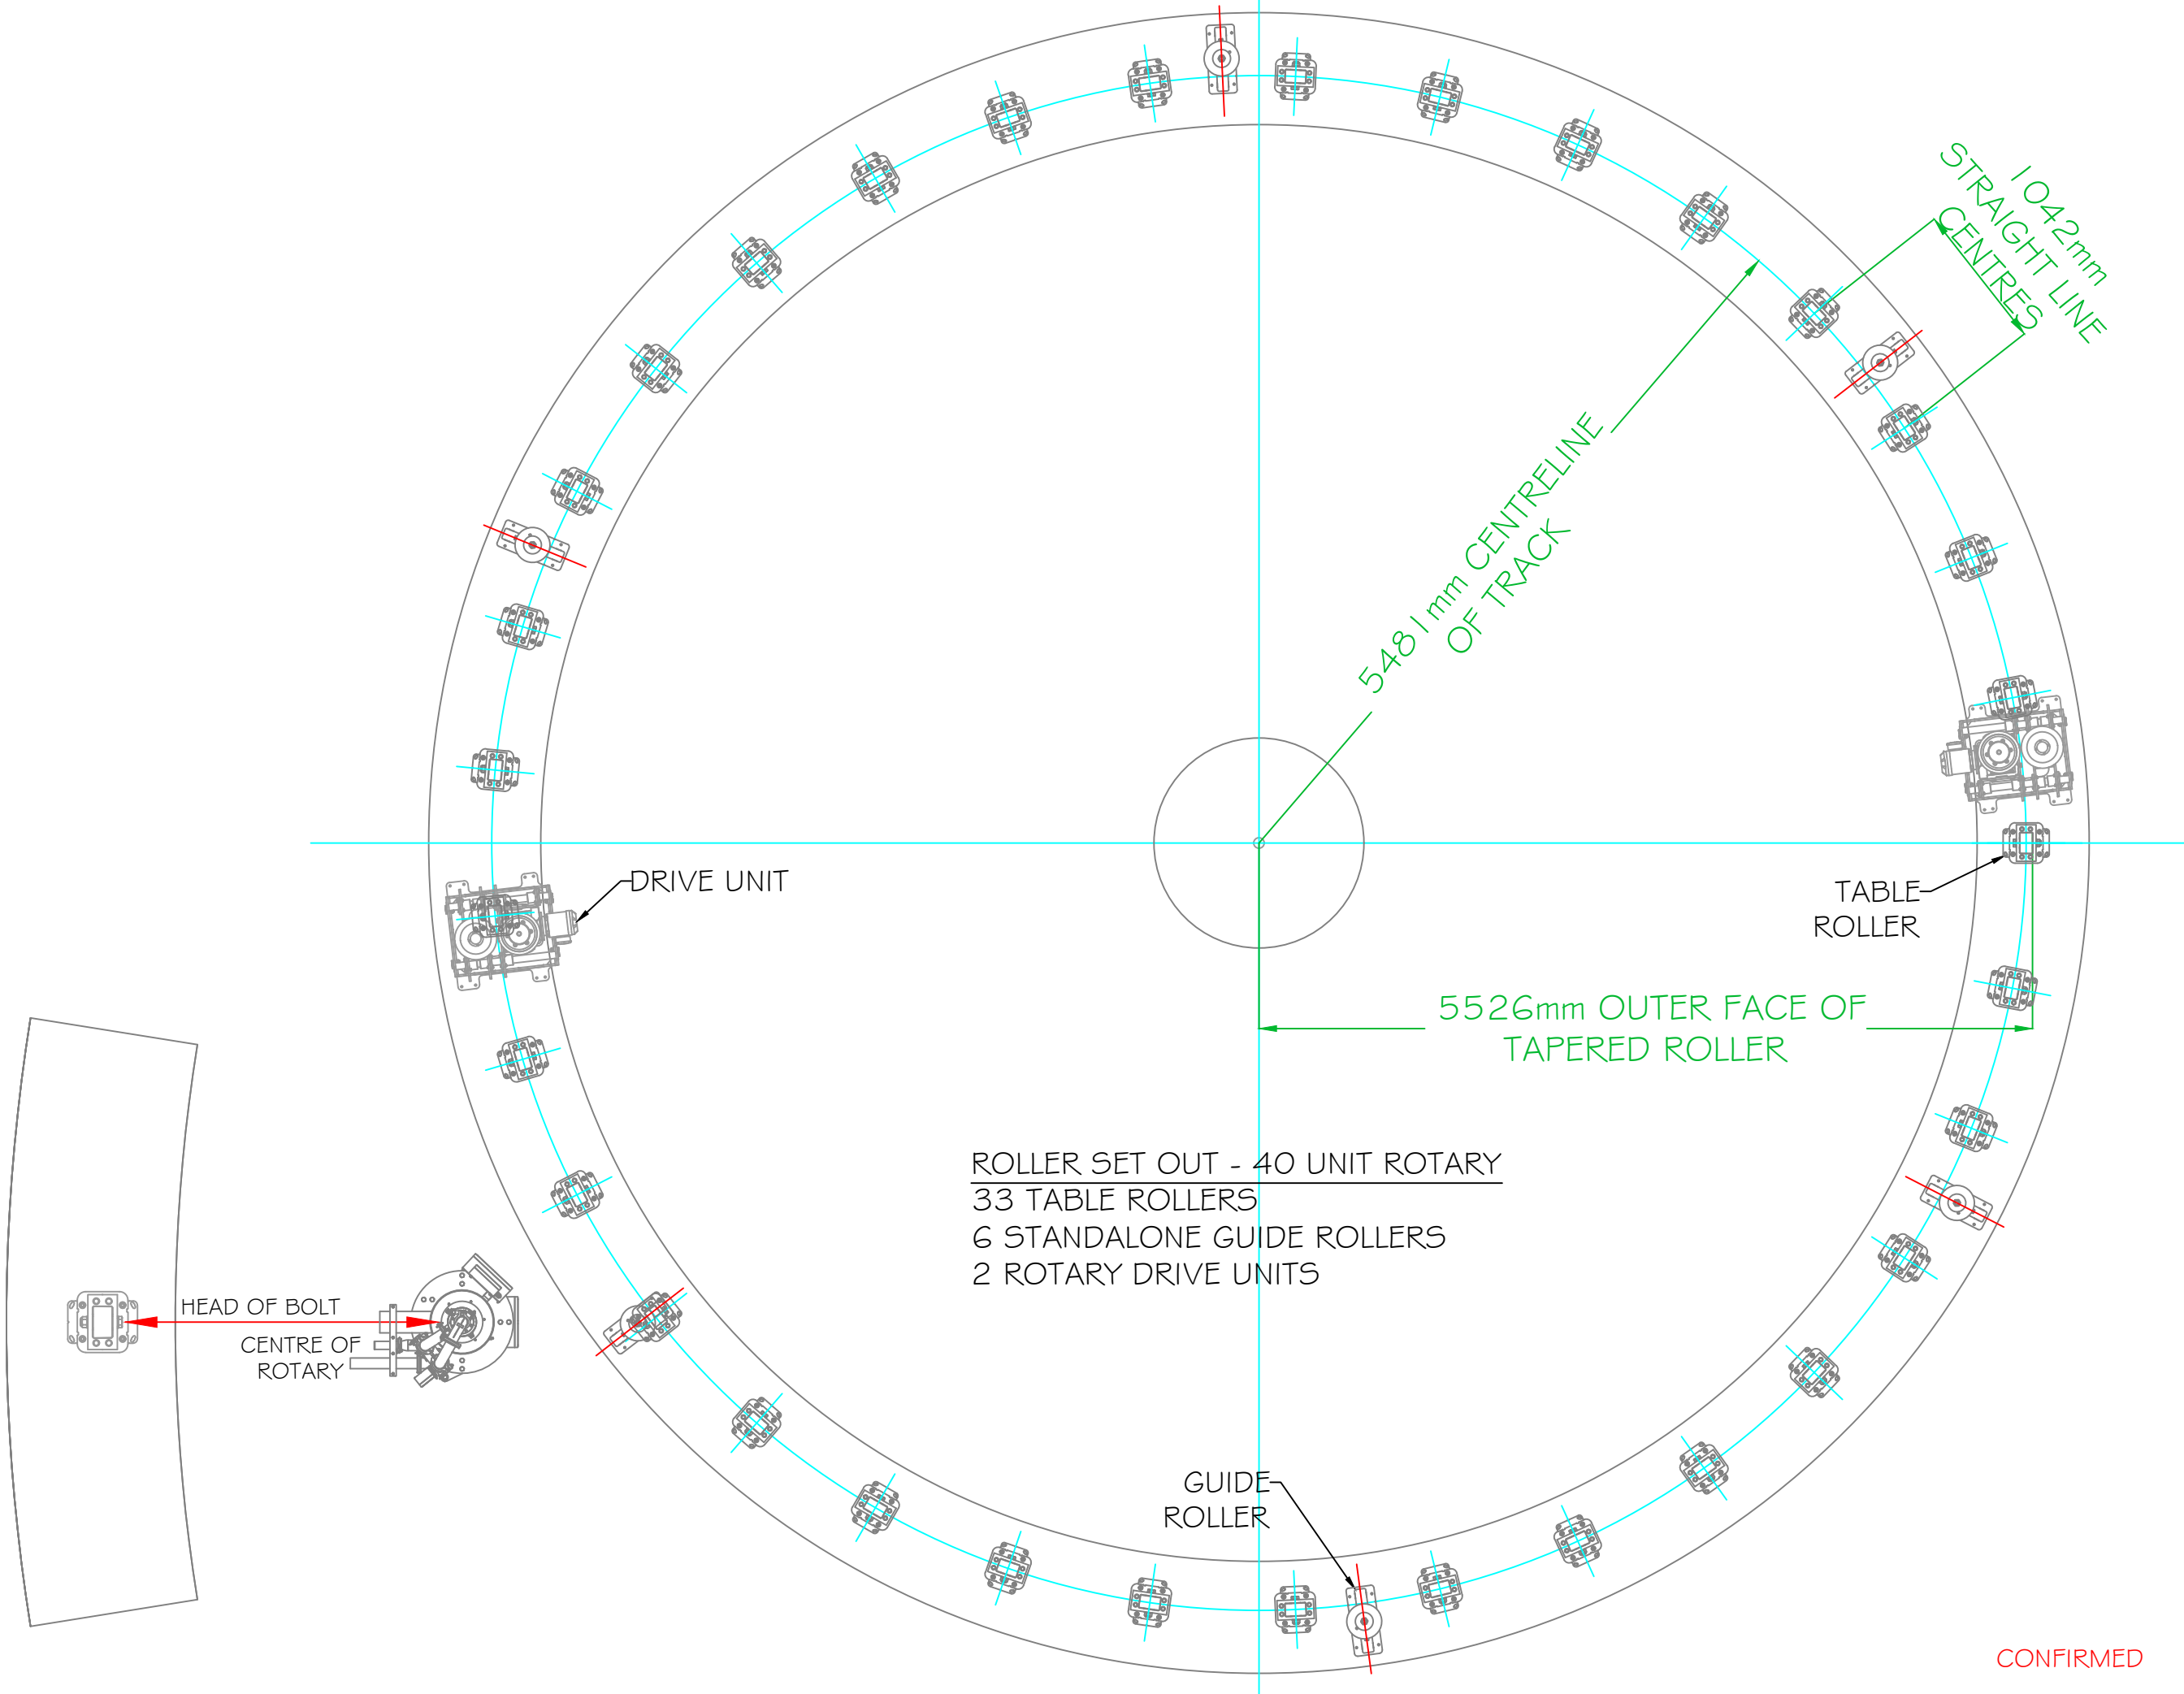 1042mm
STRAIGHT LINE
CENTRES
5481mm CENTRELINE
OF TRACK
DRIVE UNIT
TABLE
ROLLER
5526mm OUTER FACE OF
TAPERED ROLLER
ROLLER SET OUT - 40 UNIT ROTARY
33 TABLE ROLLERS
6 STANDALONE GUIDE ROLLERS
2 ROTARY DRIVE UNITS
HEAD OF BOLT
CENTRE OF
ROTARY
GUIDE
ROLLER
CONFIRMED